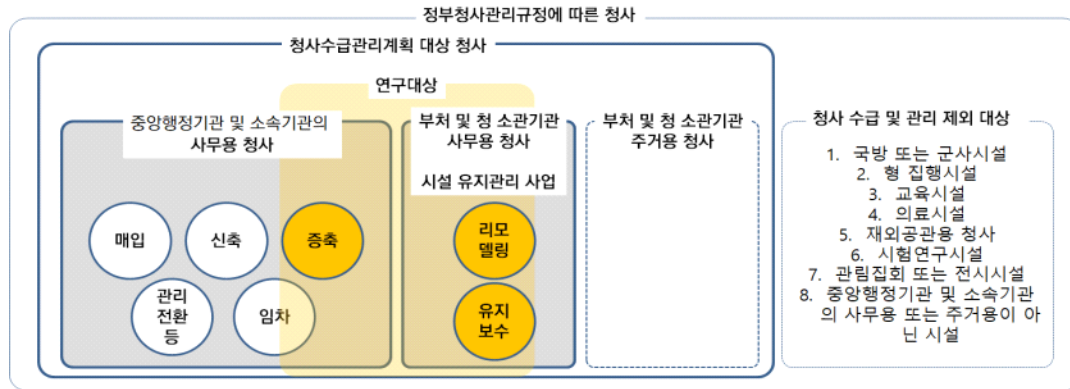 정부청사관리규정에 따른 청사
청사수급관리계획 대상 청사
연구대상
중앙행정기관 및 소속기관의
사무용 청사
매입
신축
증축
관리
전환
등
임차
부처 및 청 소관기관
사무용 청사
시설 유지관리 사업
리모
델링
유지
보수
부처 및 청 소관기관
주거용 청사
청사 수급 및 관리 제외 대상
1. 국방 또는 군사시설
2. 형 집행시설
3. 교육시설
4. 의료시설
5. 재외공관용 청사
6. 시험연구시설
7. 관림집회 또는 전시시설
8. 중앙행정기관 및 소속기관
의 사무용 또는 주거용이 아
닌 시설